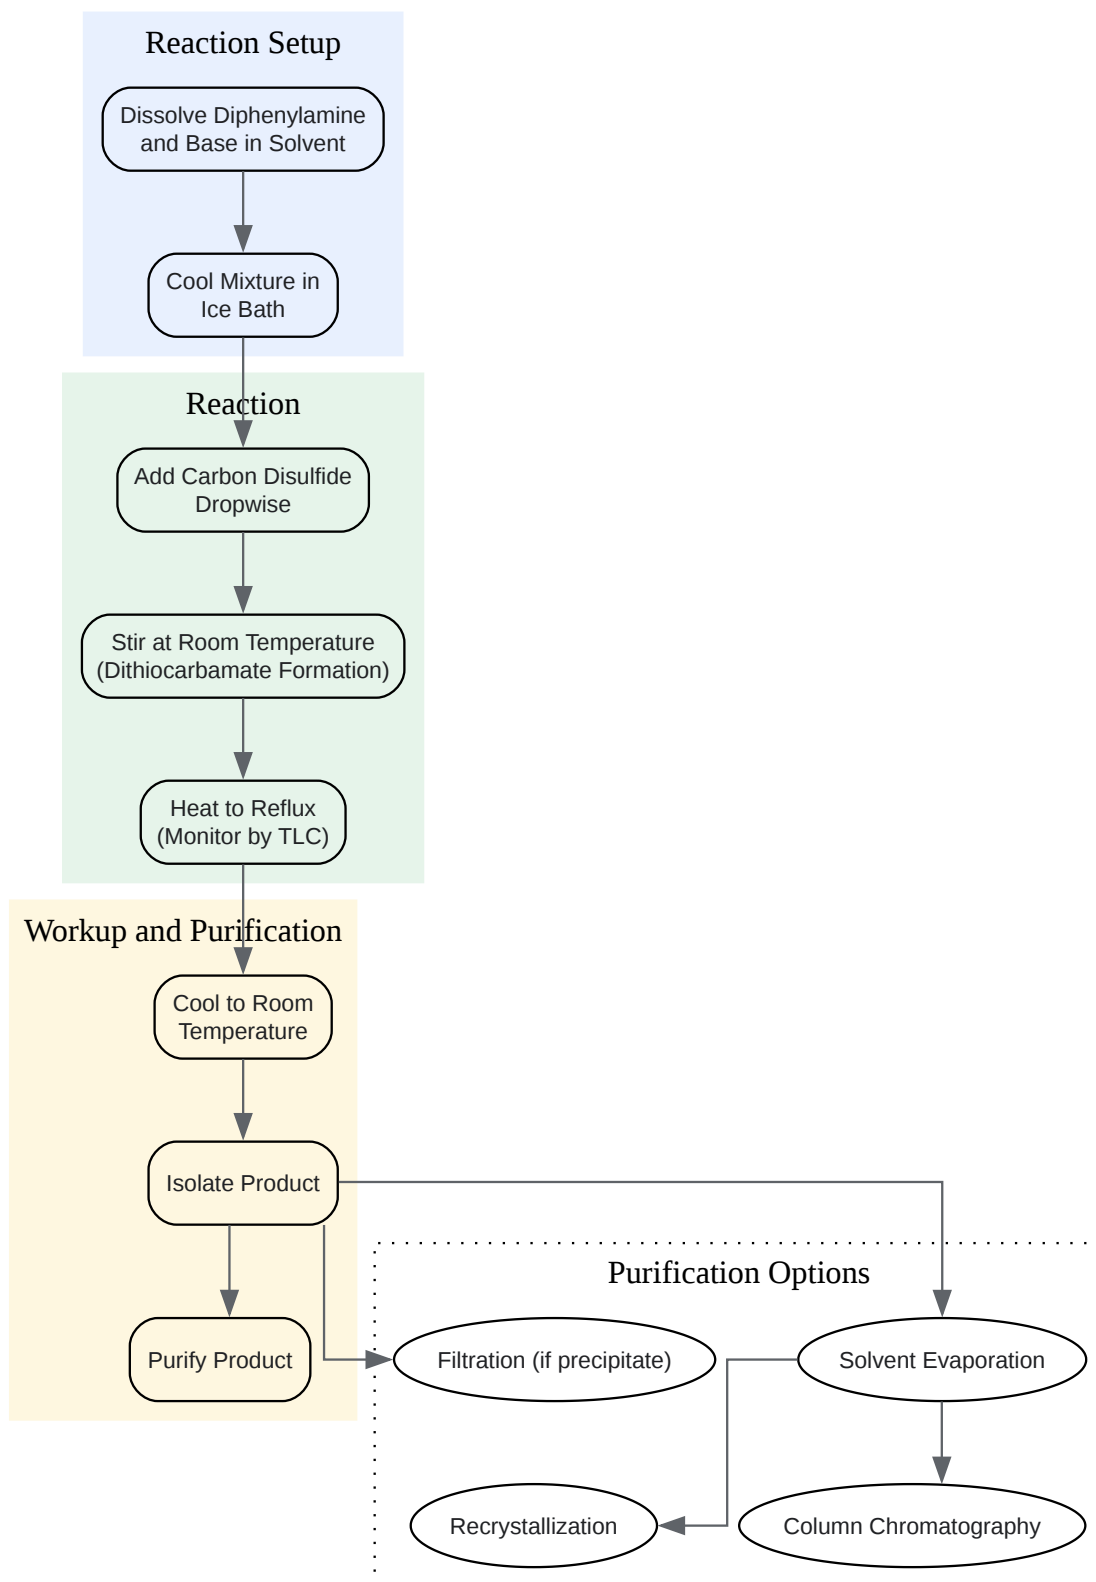 Reaction Setup
Dissolve Diphenylamine
and Base in Solvent
Cool Mixture in
Ice Bath
Reaction
Add Carbon Disulfide
Dropwise
Stir at Room Temperature
(Dithiocarbamate Formation)
Heat to Reflux
(Monitor by TLC)
Workup and Purification
Cool to Room
Temperature
Isolate Product
Purify Product
Purification Options
Filtration (if precipitate)
Solvent Evaporation
Recrystallization
Column Chromatography